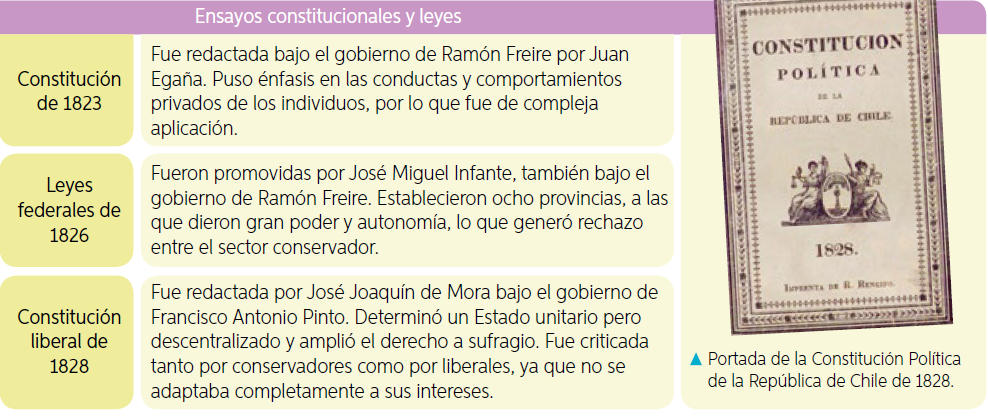 Ensayos constitucionales y leyes
Constitución
de 1823
Fue redactada bajo el gobierno de Ramón Freire por Juan
Egaña. Puso énfasis en las conductas y comportamientos
privados de los individuos, por lo que fue de compleja
aplicación.
Leyes
federales de
1826
Fueron promovidas por José Miguel Infante, también bajo el
gobierno de Ramón Freire. Establecieron ocho provincias, a las
que dieron gran poder y autonomía, lo que generó rechazo
entre el sector conservador.
Constitución
liberal de
1828
Fue redactada por José Joaquín de Mora bajo el gobierno de
Francisco Antonio Pinto. Determinó un Estado unitario pero
descentralizado y amplió el derecho a sufragio. Fue criticada
tanto por conservadores como por liberales, ya que no se
adaptaba completamente a sus intereses.
CONSTITUCION
POLÍTICA
DE LA
REPÚBLICA DE CHILE.
1828.
IMPRENTA DE R. RENGIFO.
▲ Portada de la Constitución Política
de la República de Chile de 1828.